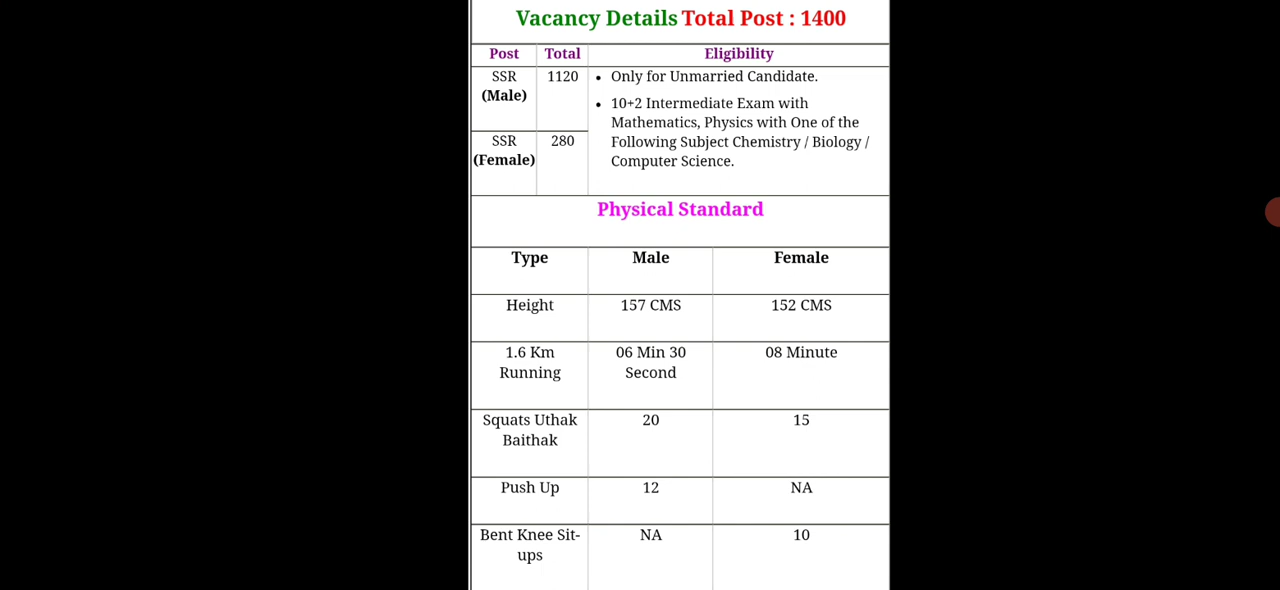 Vacancy Details Total Post : 1400
Post Total Eligibility
SSR 1120 • Only for Unmarried Candidate.
(Male)
• 10+2 Intermediate Exam with
Mathematics, Physics with One of the
SSR 280 Following Subject Chemistry / Biology /
(Female) Computer Science.
Physical Standard
Type Male Female
Height 157 CMS 152 CMS
1.6 Km 06 Min 30 08 Minute
Running Second
Squats Uthak 20 15
Baithak
Push Up 12 NA
Bent Knee Sit- NA 10
ups